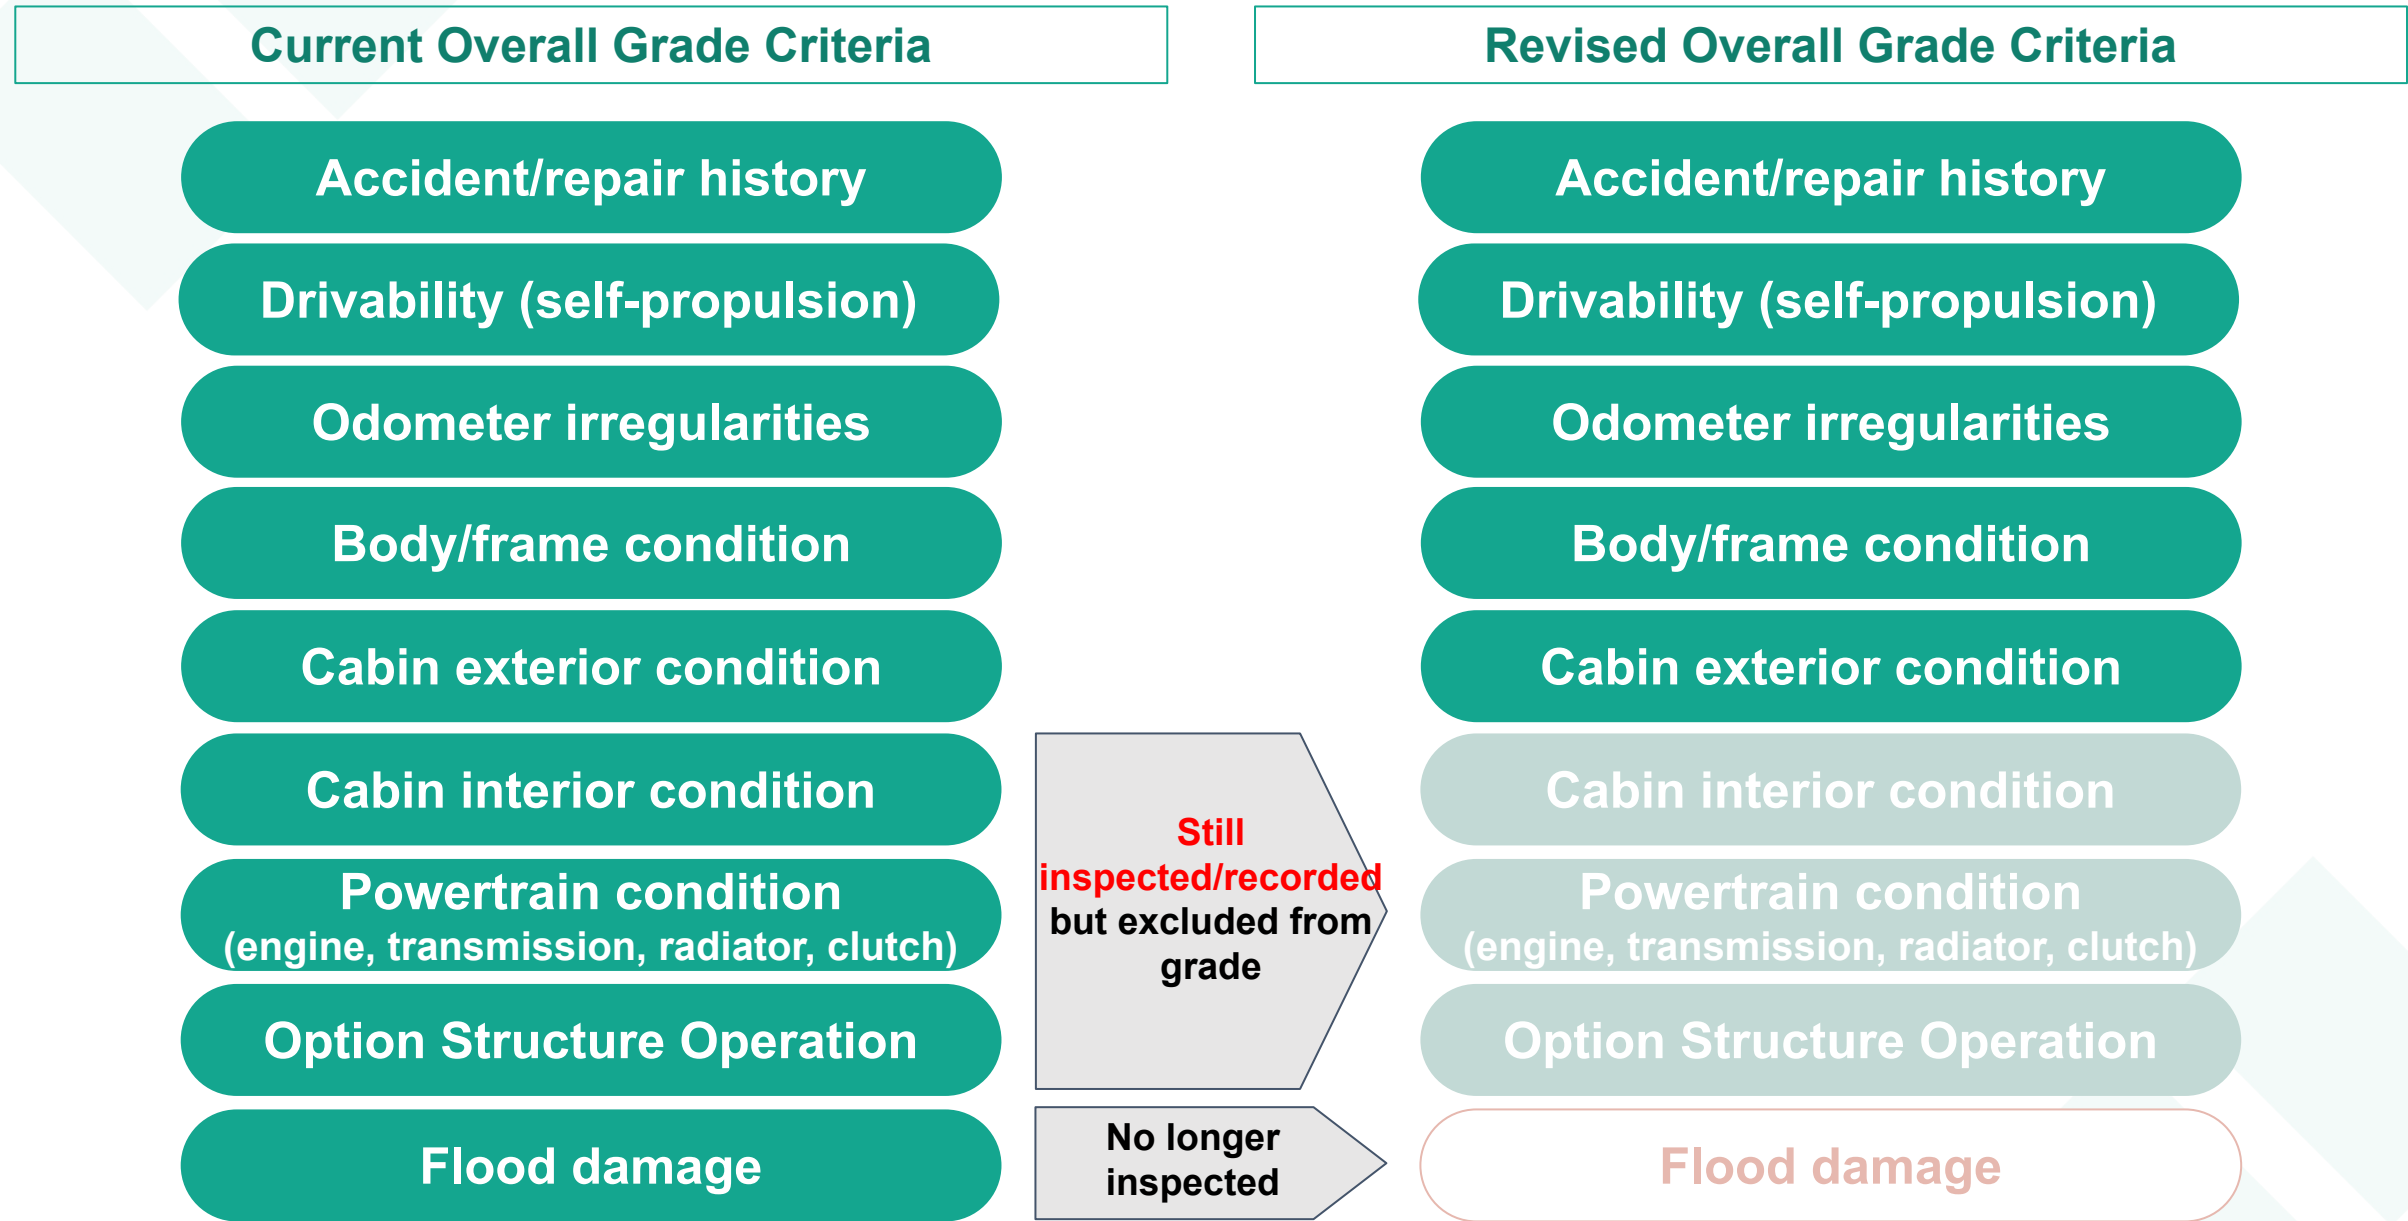 Current Overall Grade Criteria
Accident/repair history
Drivability (self-propulsion)
Odometer irregularities
Body/frame condition
Cabin exterior condition
Cabin interior condition
Powertrain condition
(engine, transmission, radiator, clutch)
Option Structure Operation
Flood damage
Still
inspected/recorded
but excluded from
grade
No longer
inspected
Revised Overall Grade Criteria
Accident/repair history
Drivability (self-propulsion)
Odometer irregularities
Body/frame condition
Cabin exterior condition
Cabin interior condition
Powertrain condition
(engine, transmission, radiator, clutch)
Option Structure Operation
Flood damage